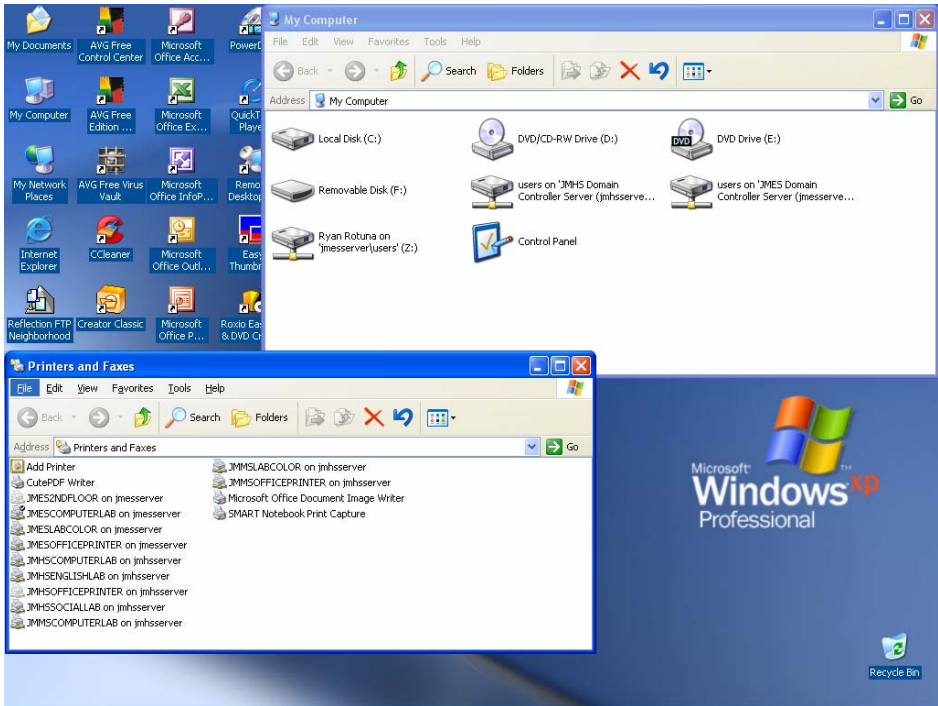 My Documents
AVG Free
Control Center
Microsoft
Office Acc...
My Computer
AVG Free
Edition ...
Microsoft
Office Ex...
My Network
Places
AVG Free Virus
Vault
Microsoft
Office InfoP...
Internet
Explorer
CCleaner
Microsoft
Office Outl...
Reflection FTP
Neighborhood
Creator Classic
Microsoft
Office P...
My Computer
File Edit View Favorites Tools Help
Back Search Folders
Address My Computer Go
Local Disk (C:)
DVD/CD-RW Drive (D:)
DVD
DVD Drive (E:)
Removable Disk (F:)
users on 'JMHS Domain
Controller Server (jmhsserve...
users on 'JMES Domain
Controller Server (jmesserve...
Ryan Rotuna on
'jmesserver\users' (Z:)
Control Panel
Printers and Faxes
File Edit View Favorites Tools Help
Back Search Folders
Address Printers and Faxes Go
Add Printer
CutePDF Writer
JMES2NDFLOOR on jmesserver
JMESCOMPUTERLAB on jmesserver
JMESLABCOLOR on jmesserver
JMESOFFICEPRINTER on jmesserver
JMHSCOMPUTERLAB on jmhsserver
JMHSENGLISHLAB on jmhsserver
JMHSOFFICEPRINTER on jmhsserver
JMHSSOCIALLAB on jmhsserver
JMMSCOMPUTERLAB on jmhsserver
JMMSLABCOLOR on jmhsserver
JMMSOFFICEPRINTER on jmhsserver
Microsoft Office Document Image Writer
SMART Notebook Print Capture
Microsoft
Windows xp
Professional
Recycle Bin